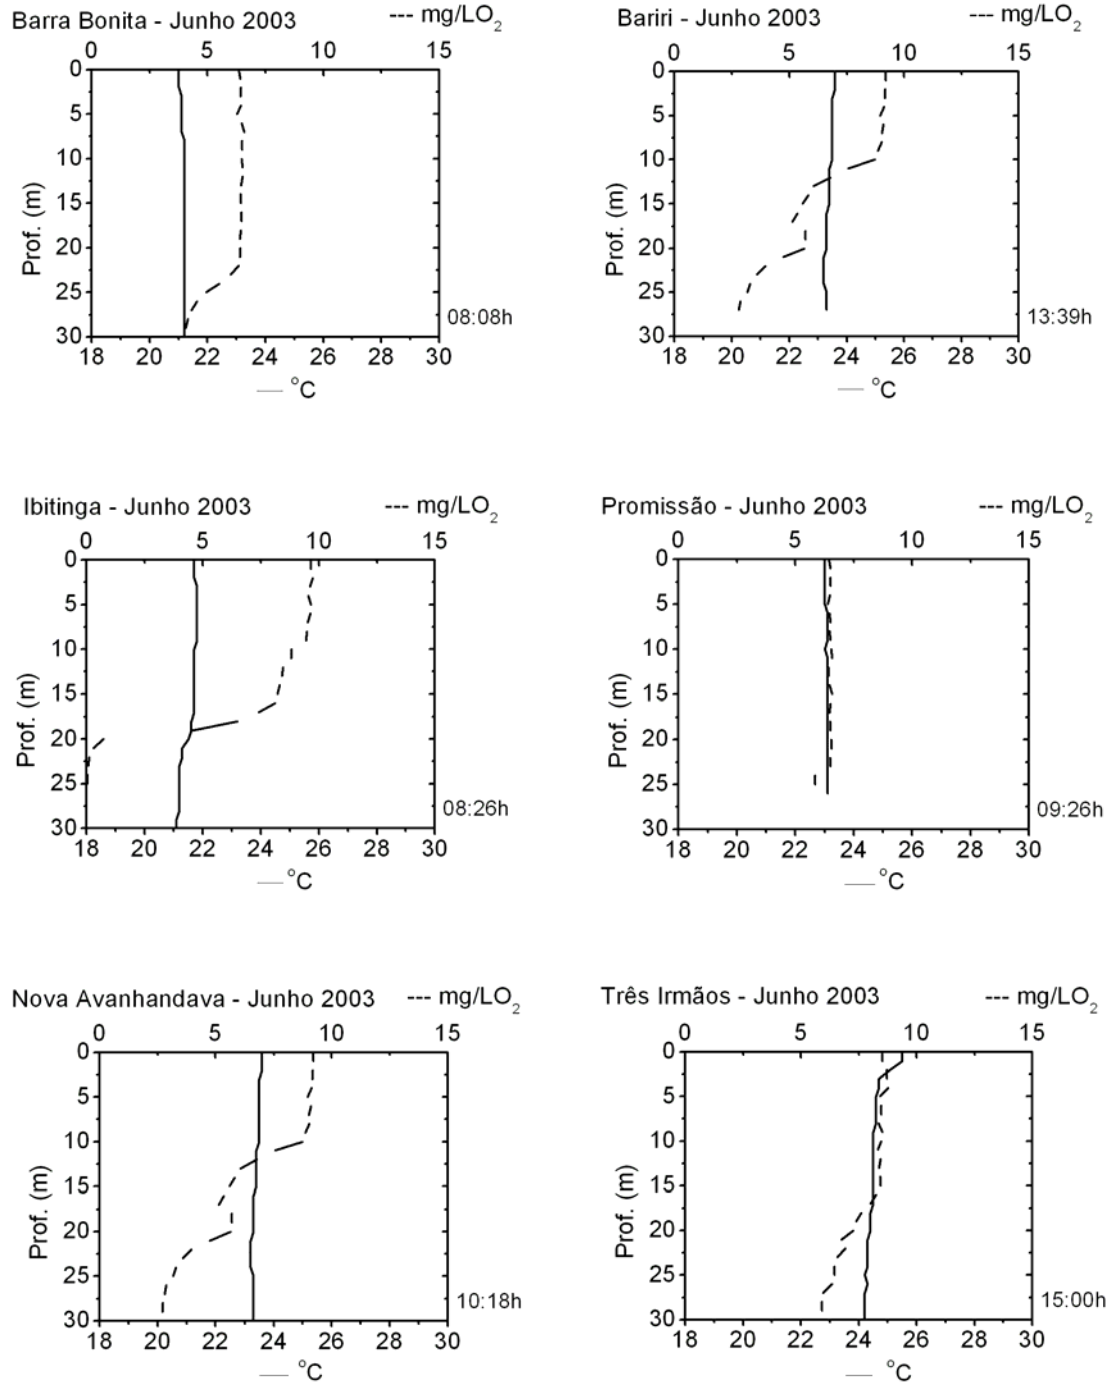 Barra Bonita - Junho 2003 --- mg/LO2
0 5 10 15
0
5
10
15
20
25
30
Prof. (m)
08:08h
18 20 22 24 26 28 30
— °C
Bariri - Junho 2003 --- mg/LO2
0 5 10 15
0
5
10
15
20
25
30
Prof. (m)
13:39h
18 20 22 24 26 28 30
— °C
Ibitinga - Junho 2003 --- mg/LO2
0 5 10 15
0
5
10
15
20
25
30
Prof. (m)
08:26h
18 20 22 24 26 28 30
— °C
Promissão - Junho 2003 --- mg/LO2
0 5 10 15
0
5
10
15
20
25
30
Prof. (m)
09:26h
18 20 22 24 26 28 30
— °C
Nova Avanhandava - Junho 2003 --- mg/LO2
0 5 10 15
0
5
10
15
20
25
30
Prof. (m)
10:18h
18 20 22 24 26 28 30
— °C
Três Irmãos - Junho 2003 --- mg/LO2
0 5 10 15
0
5
10
15
20
25
30
Prof. (m)
15:00h
18 20 22 24 26 28 30
— °C